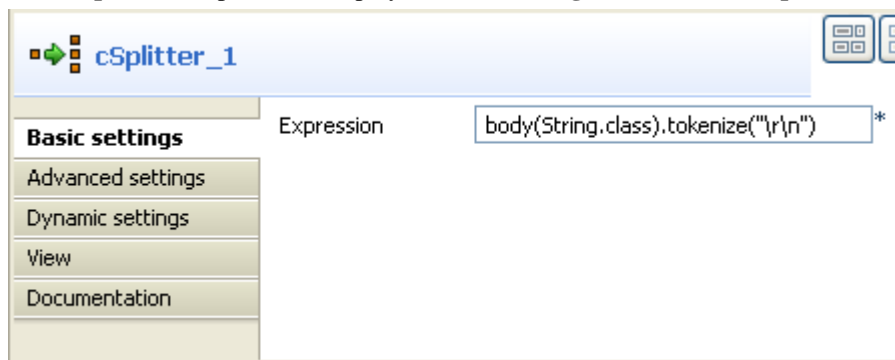 cSplitter_1
Basic settings
Expression
body(String.class).tokenize("\r\n")
*
Advanced settings
Dynamic settings
View
Documentation